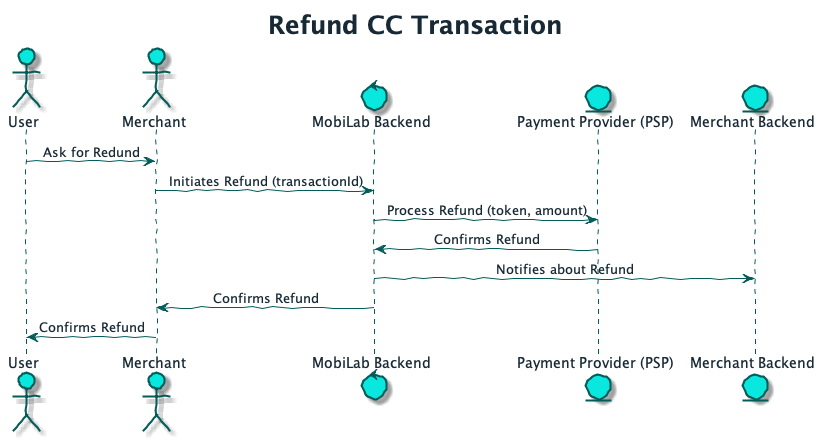 Refund CC Transaction
User Merchant MobiLab Backend Payment Provider (PSP) Merchant Backend
Ask for Redund
Initiates Refund (transactionId)
Process Refund (token, amount)
Confirms Refund
Notifies about Refund
Confirms Refund
Confirms Refund
User Merchant MobiLab Backend Payment Provider (PSP) Merchant Backend